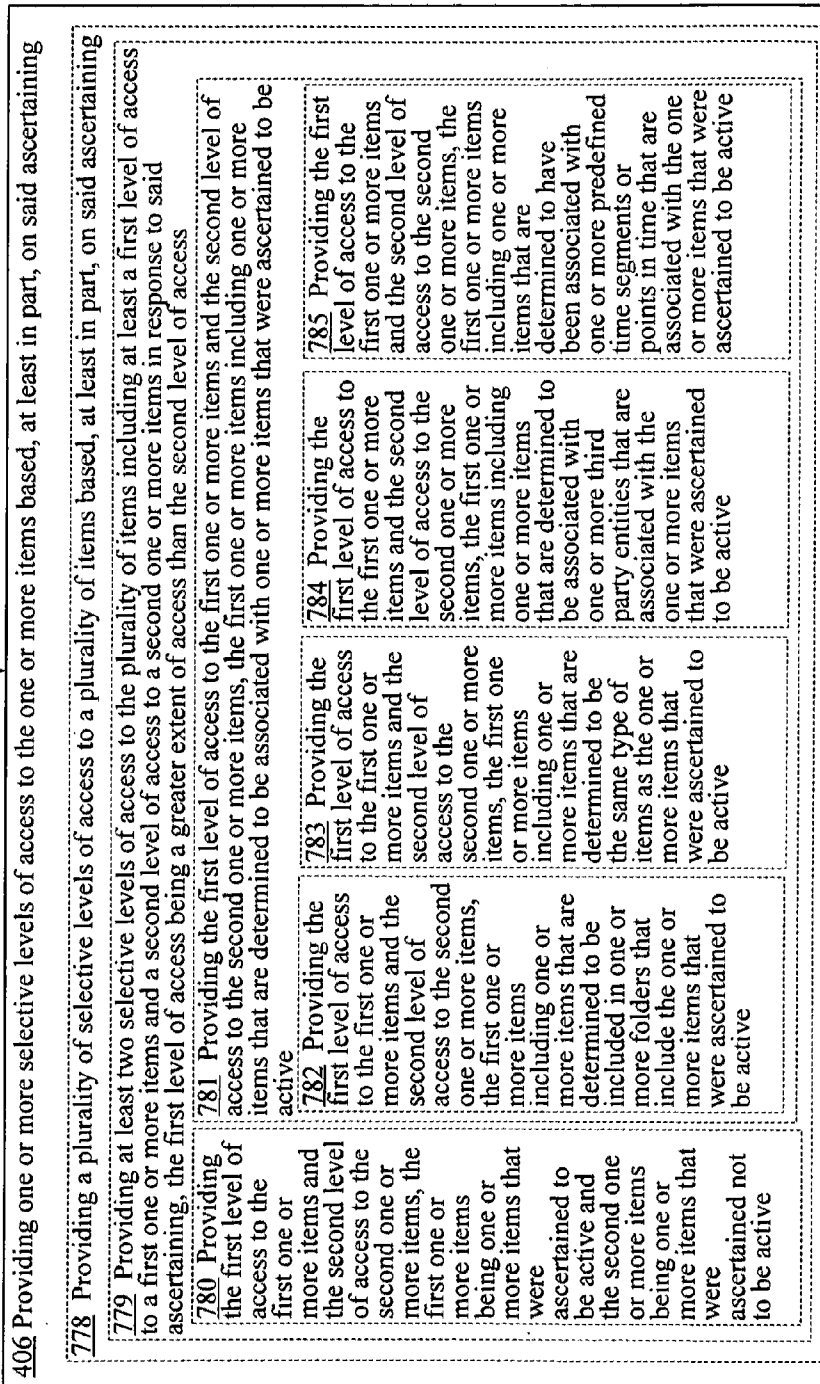 406 Providing one or more selective levels of access to the one or more items based, at least in part, on said ascertaining
778 Providing a plurality of selective levels of access to a plurality of items based, at least in part, on said ascertaining
779 Providing at least two selective levels of access to the plurality of items including at least a first level of access
to a first one or more items and a second level of access to a second one or more items in response to said
ascertaining, the first level of access being a greater extent of access than the second level of access
780 Providing
the first level of
access to the
first one or
more items and
the second level
of access to the
second one or
more items, the
first one or
more items
being one or
more items that
were
ascertained to
be active and
the second one
or more items
being one or
more items that
were
ascertained not
to be active
781 Providing the first level of access to the first one or more items and the second level of
access to the second one or more items, the first one or more items including one or more
items that are determined to be associated with one or more items that were ascertained to be
active
782 Providing the
first level of access
to the first one or
more items and the
second level of
access to the second
one or more items,
the first one or
more items
including one or
more items that are
determined to be
included in one or
more folders that
include the one or
more items that
were ascertained to
be active
783 Providing the
first level of access
to the first one or
more items and the
second level of
access to the
second one or more
items, the first one
or more items
including one or
more items that are
determined to be
the same type of
items as the one or
more items that
were ascertained to
be active
784 Providing the
first level of access to
the first one or more
items and the second
level of access to the
second one or more
items, the first one or
more items including
one or more items
that are determined to
be associated with
one or more third
party entities that are
associated with the
one or more items
that were ascertained
to be active
785 Providing the first
level of access to the
first one or more items
and the second level of
access to the second
one or more items, the
first one or more items
including one or more
items that are
determined to have
been associated with
one or more predefined
time segments or
points in time that are
associated with the one
or more items that were
ascertained to be active